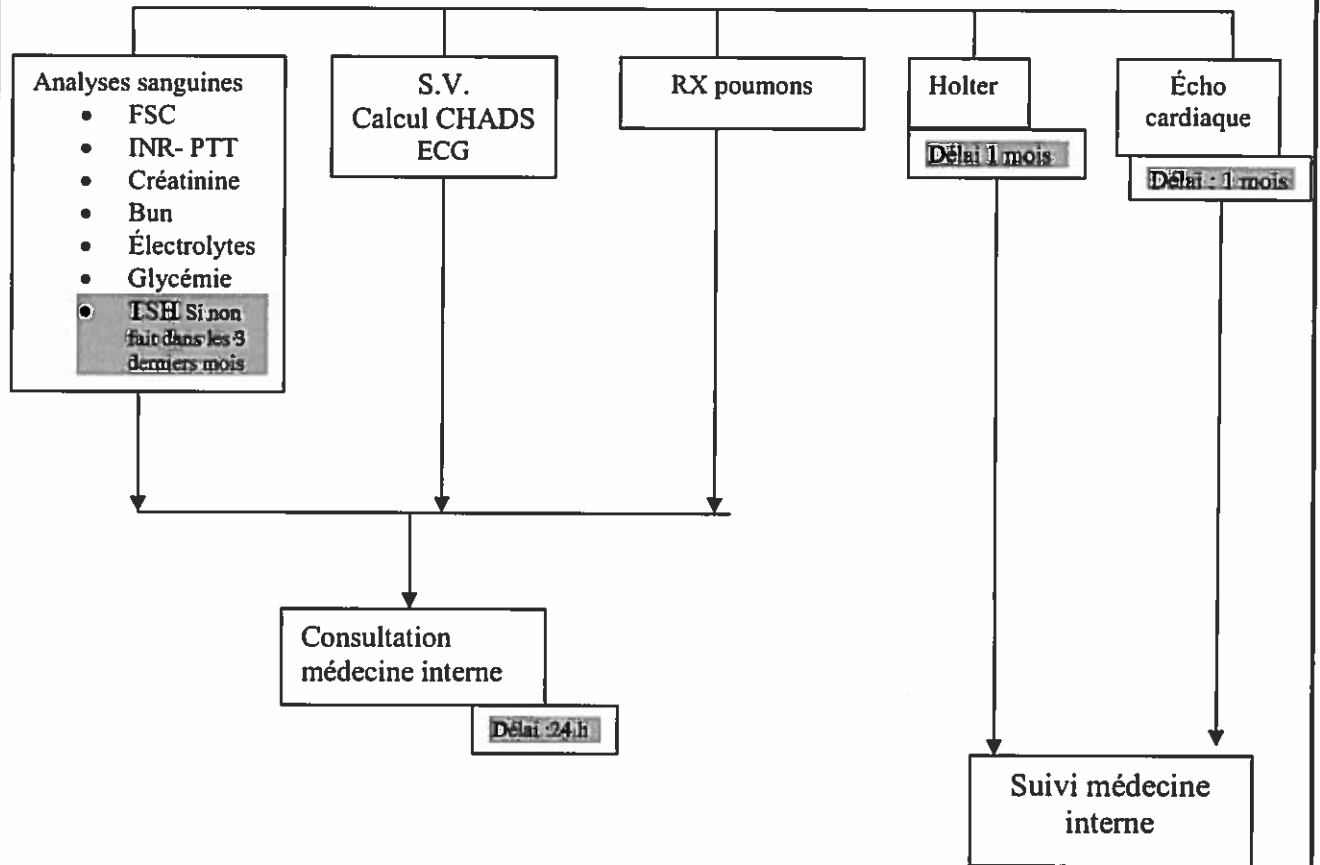 Analyses sanguines
• FSC
• INR- PTT
• Créatinine
• Bun
• Électrolytes
• Glycémie
• TSH Si non
fait dans les 3
derniers mois
S.V.
Calcul CHADS
ECG
RX poumons
Holter
Délai 1 mois
Écho
cardiaque
Délai : 1 mois
Consultation
médecine interne
Délai :24 h
Suivi médecine
interne